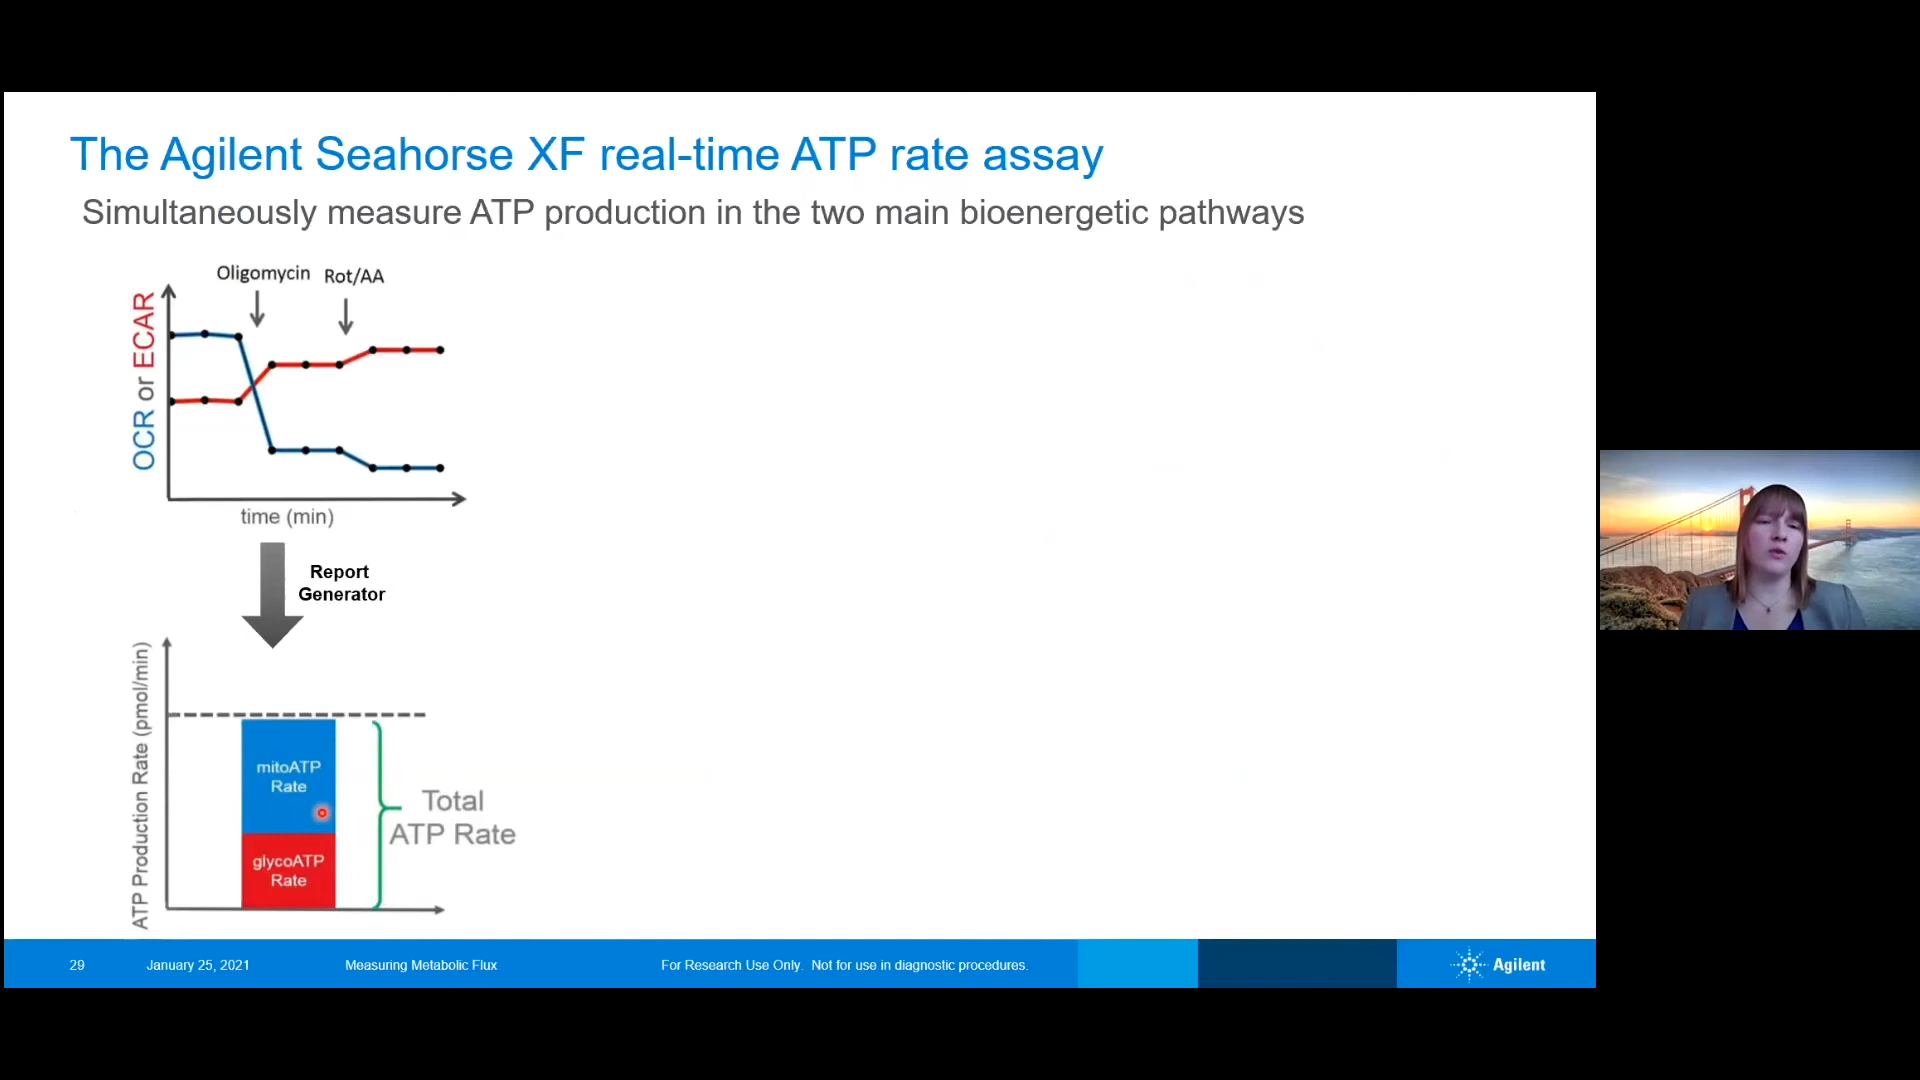 The Agilent Seahorse XF real-time ATP rate assay
Simultaneously measure ATP production in the two main bioenergetic pathways
Oligomycin Rot/AA
OCR or ECAR
time (min)
Report
Generator
ATP Production Rate (pmol/min)
mitoATP
Rate
glycoATP
Rate
Total
ATP Rate
29 January 25, 2021 Measuring Metabolic Flux For Research Use Only. Not for use in diagnostic procedures. Agilent